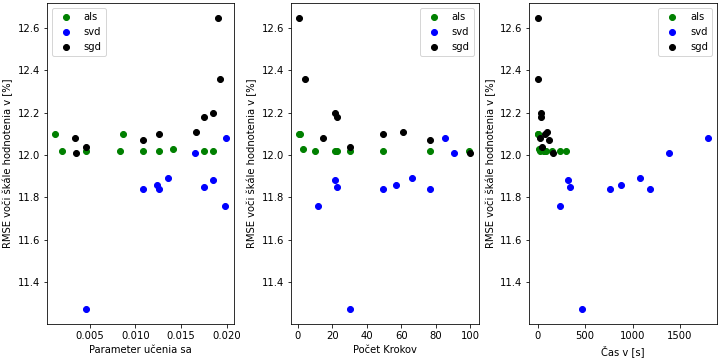 als
svd
sgd
RMSE voči škále hodnotenia v [%]
12.6
12.4
12.2
12.0
11.8
11.6
11.4
0.005
0.010
0.015
0.020
Parameter učenia sa
als
svd
sgd
RMSE voči škále hodnotenia v [%]
12.6
12.4
12.2
12.0
11.8
11.6
11.4
0
20
40
60
80
100
Počet Krokov
als
svd
sgd
RMSE voči škále hodnotenia v [%]
12.6
12.4
12.2
12.0
11.8
11.6
11.4
0
500
1000
1500
Čas v [s]